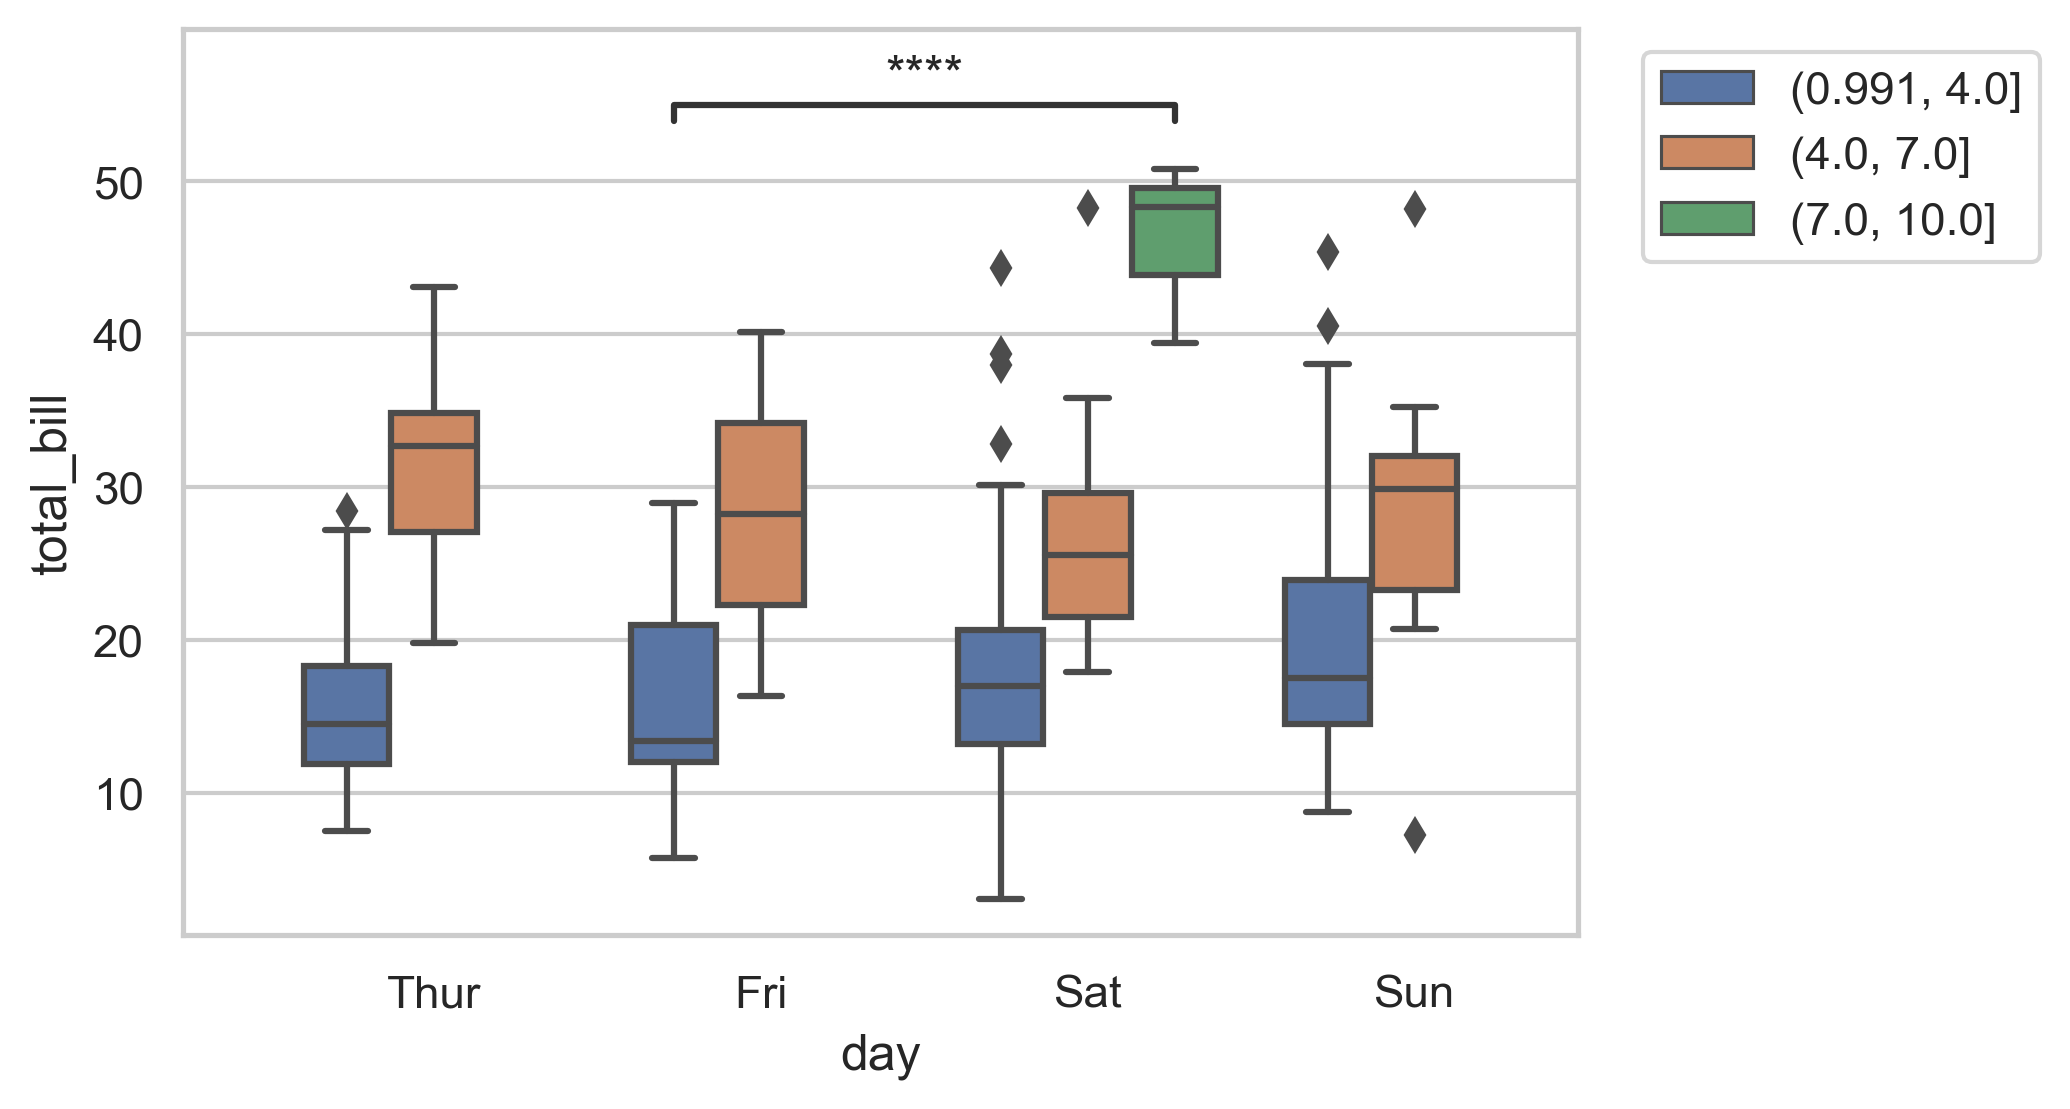 ****
(0.991, 4.0]
(4.0, 7.0]
(7.0, 10.0]
50
40
30
20
10
total_bill
Thur
Fri
Sat
Sun
day